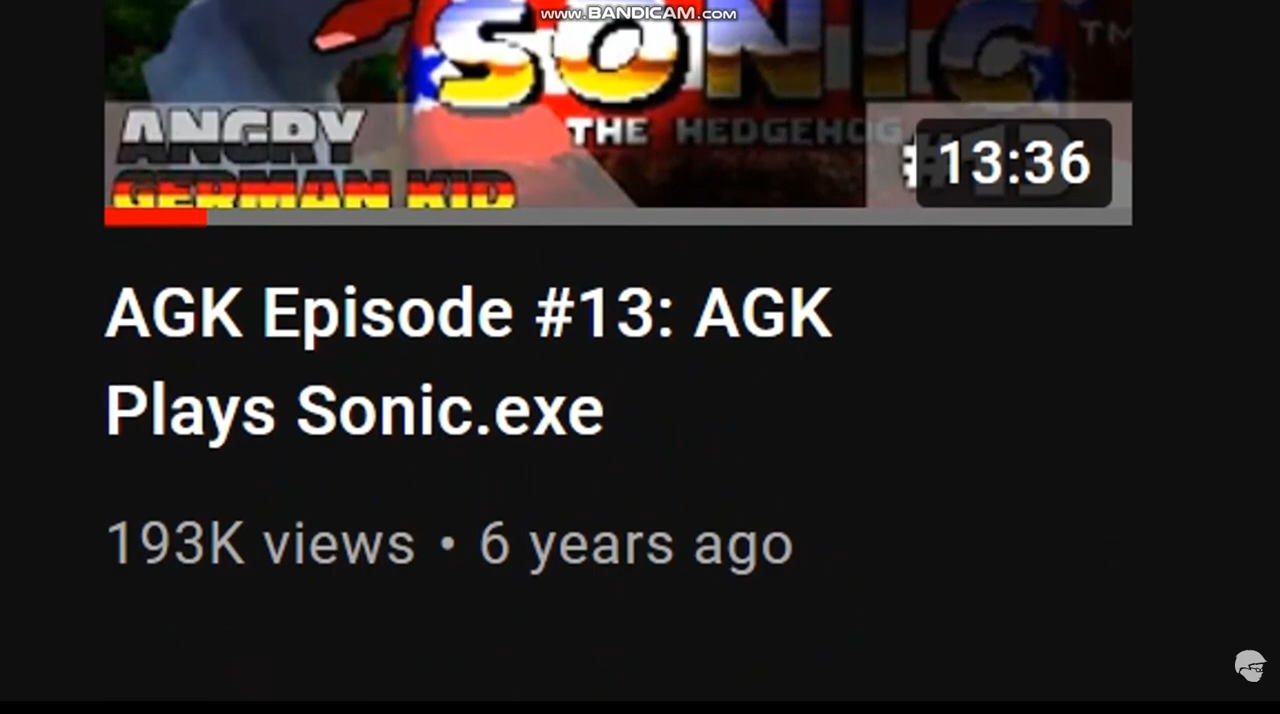 www.BANDICAM.com
SONIC
TM
THE HEDGEHOG
ANGRY
GERMAN KID
#13
13:36
AGK Episode #13: AGK
Plays Sonic.exe
193K views • 6 years ago